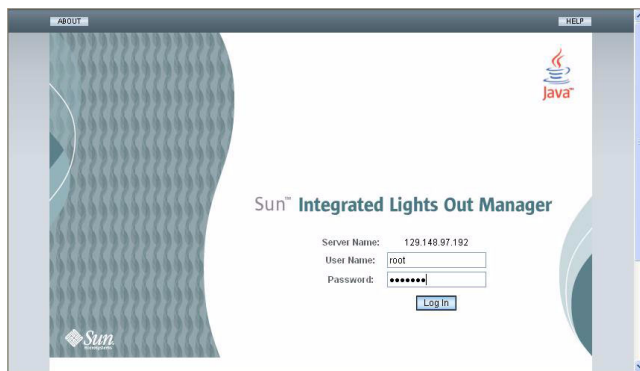 ABOUT
HELP
Java™
Sun™ Integrated Lights Out Manager
Server Name: 129.148.97.192
User Name: root
Password: •••••••
Log In
Sun